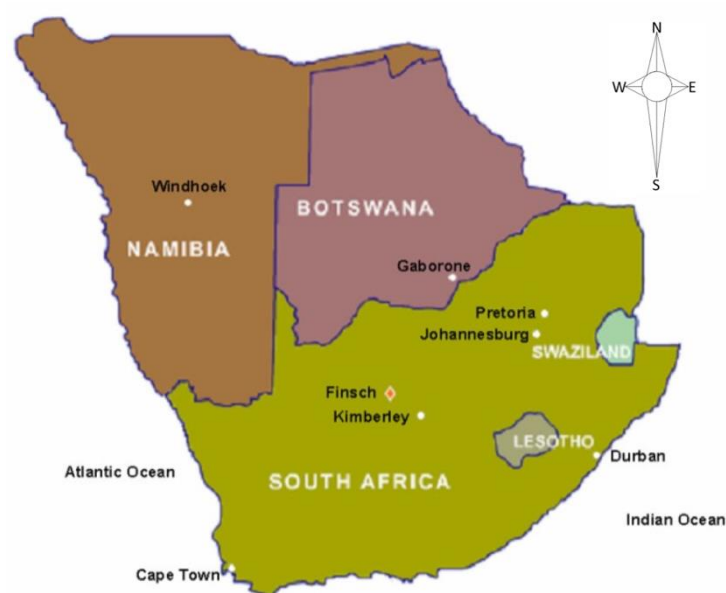 N
W E
S
Windhoek
BOTSWANA
NAMIBIA
Gaborone
Pretoria
Johannesburg
SWAZILAND
Finsch
Kimberley
LESOTHO
Durban
Atlantic Ocean
SOUTH AFRICA
Indian Ocean
Cape Town